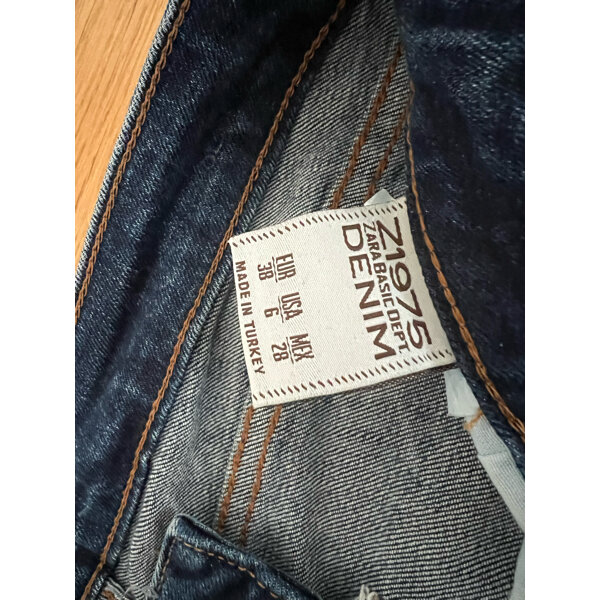 Z1975
ZARA BASIC DEPT.
DENIM
EUR USA MEX
38 6 28
MADE IN TURKEY